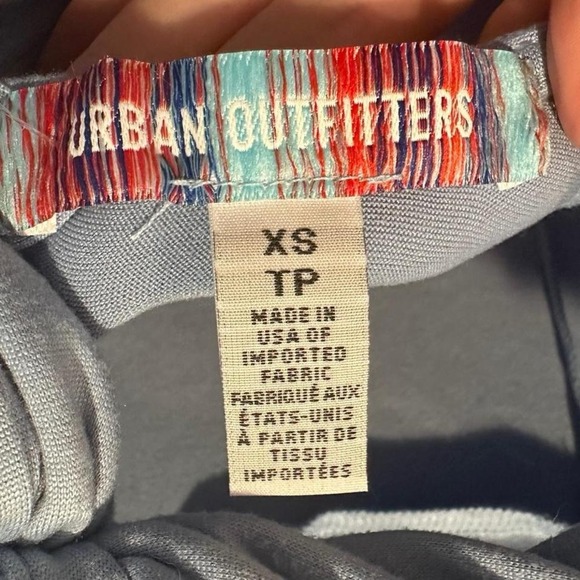 URBAN OUTFITTERS
XS
TP
MADE IN
USA OF
IMPORTED
FABRIC
FABRIQUÉ AUX
ÉTATS-UNIS
À PARTIR DE
TISSU
IMPORTÉES